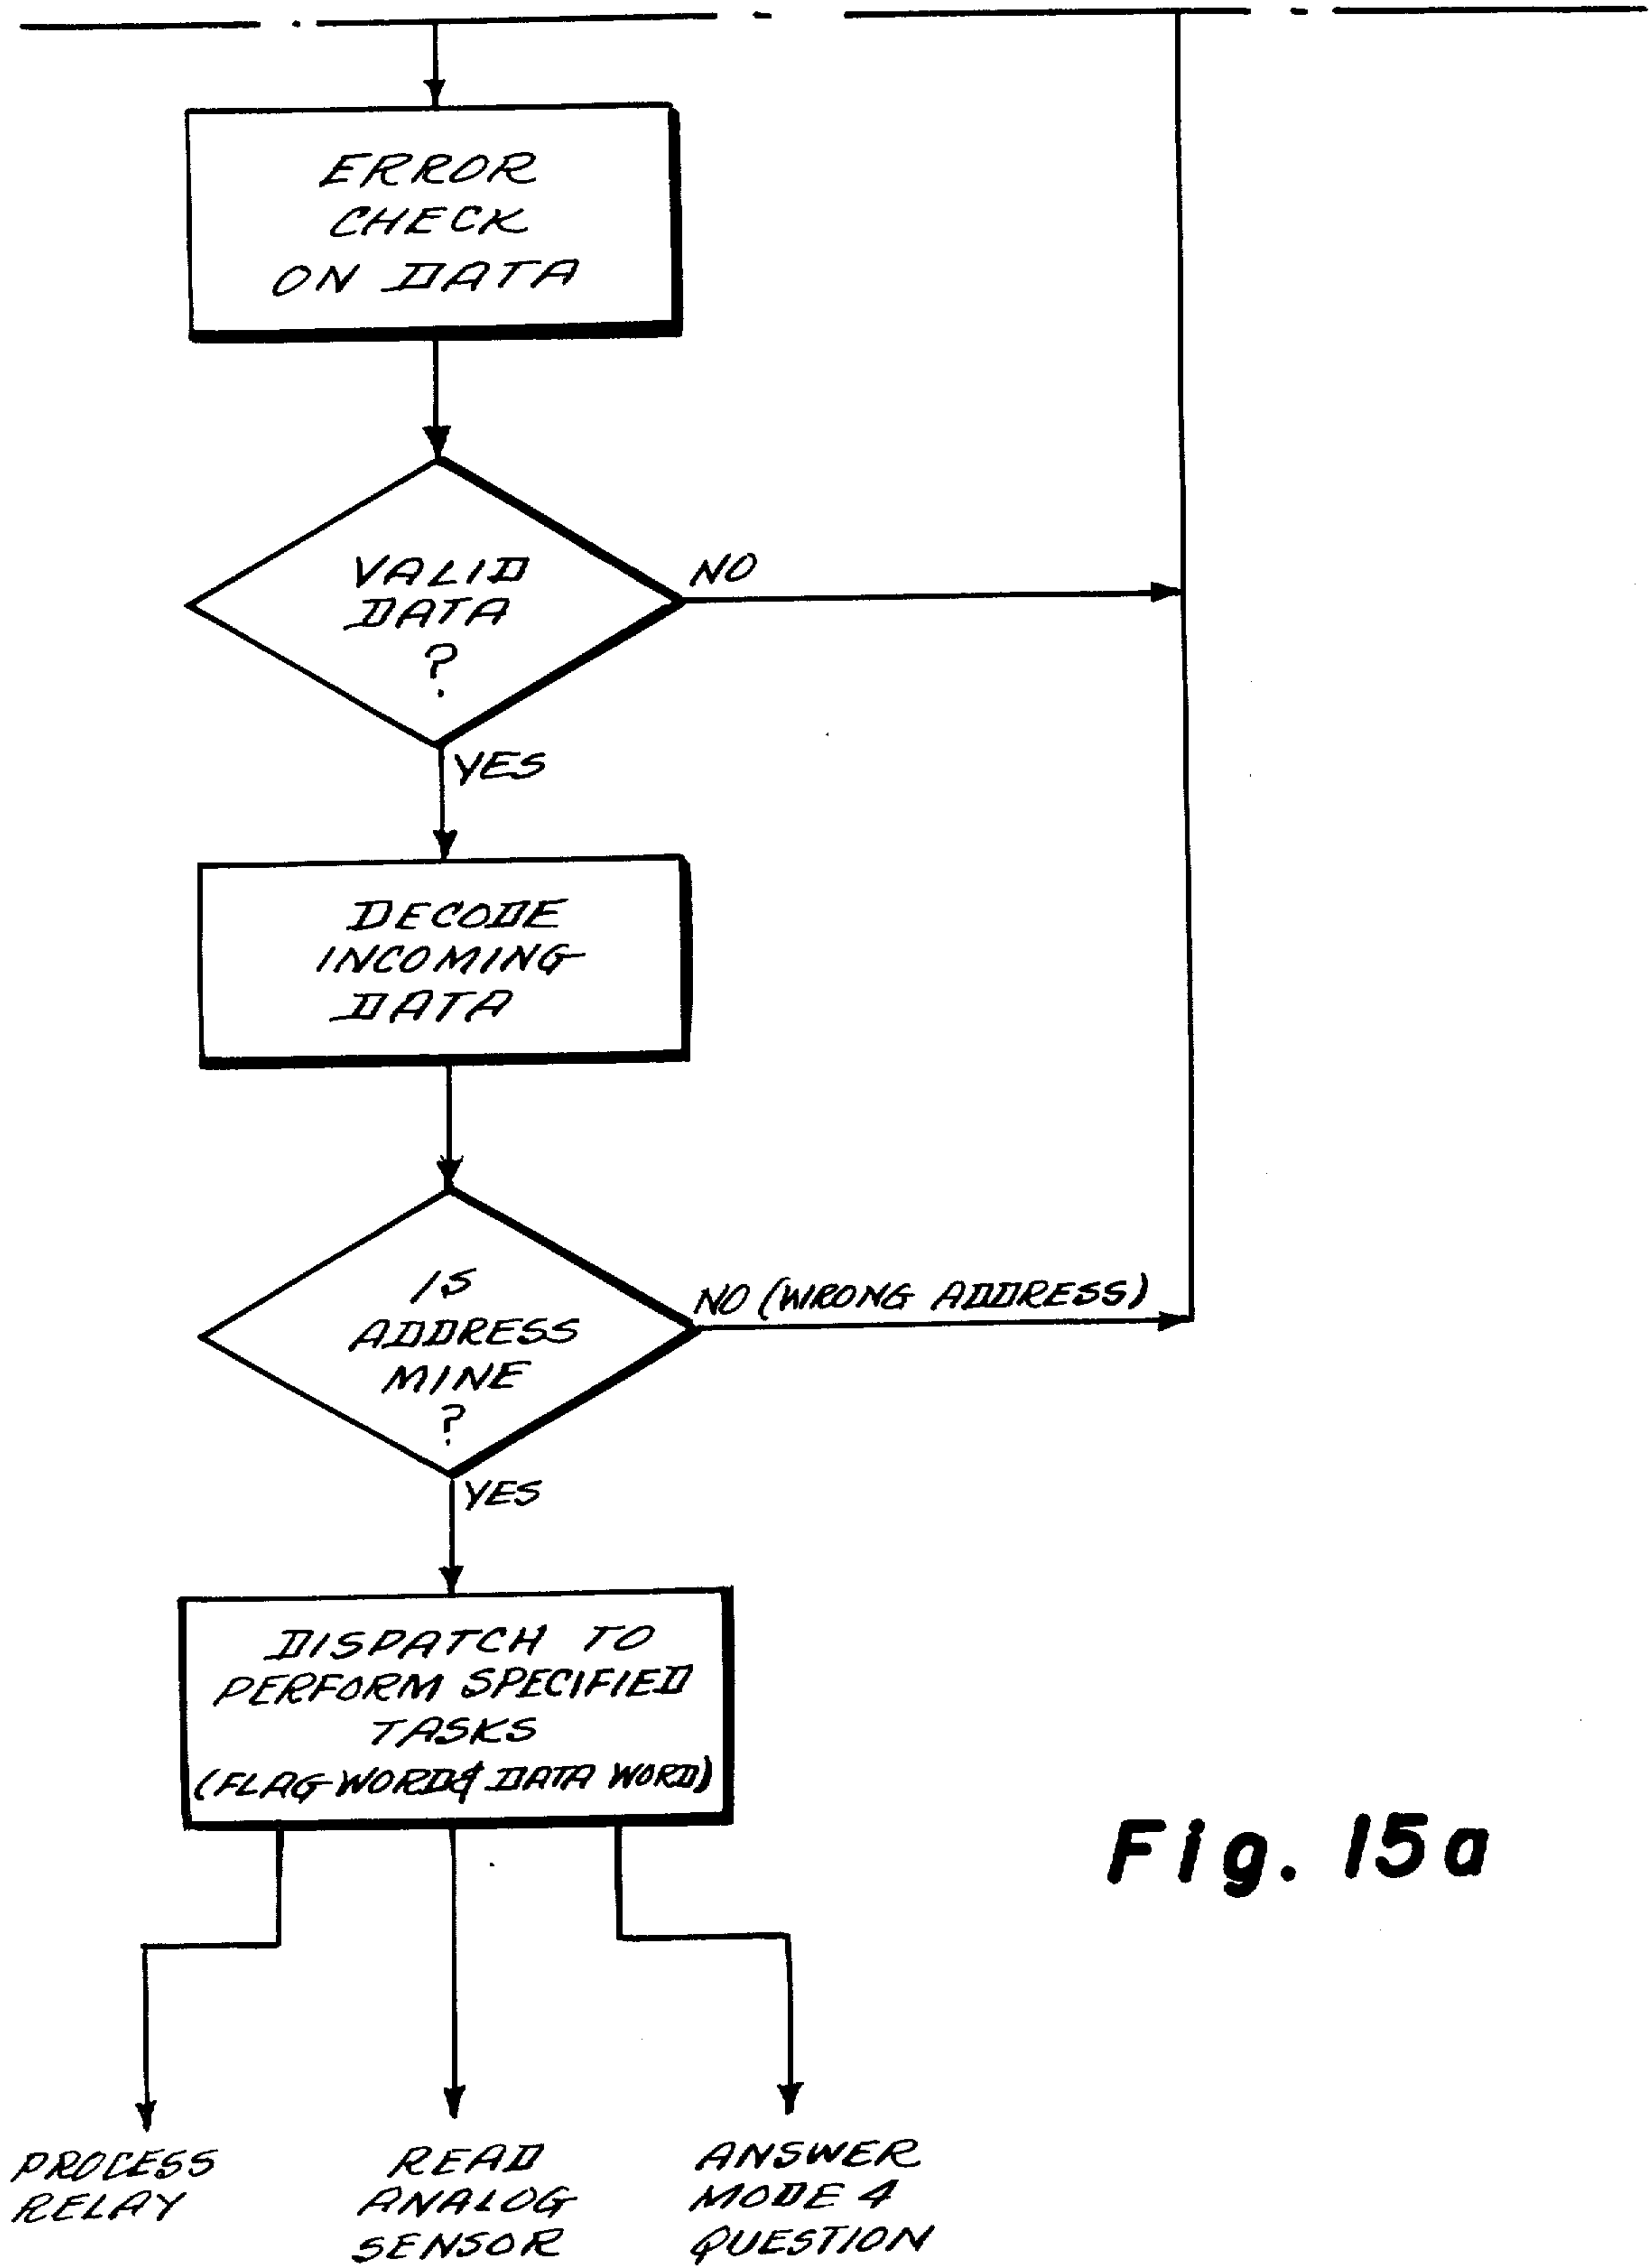 ERROR
CHECK
ON DATA
VALID
DATA
?
NO
YES
DECODE
INCOMING
DATA
IS
ADDRESS
MINE
?
NO (WRONG ADDRESS)
YES
DISPATCH TO
PERFORM SPECIFIED
TASKS
(FLAG WORD & DATA WORD)
Fig. 15a
PROCESS
RELAY
READ
ANALOG
SENSOR
ANSWER
MODE 4
QUESTION